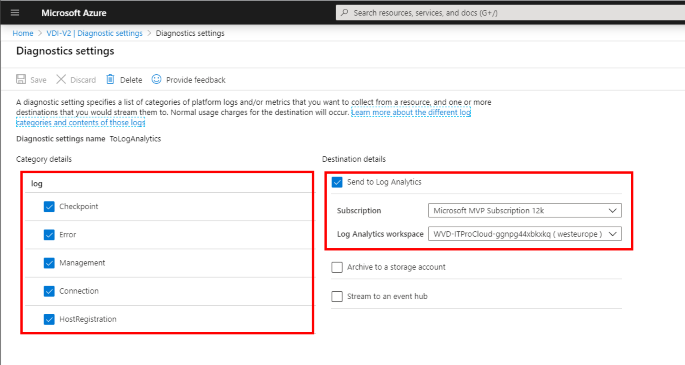 Microsoft Azure
Search resources, services, and docs (G+/)
Home > VDI-V2 | Diagnostic settings > Diagnostics settings
Diagnostics settings
Save Discard Delete Provide feedback
A diagnostic setting specifies a list of categories of platform logs and/or metrics that you want to collect from a resource, and one or more
destinations that you would stream them to. Normal usage charges for the destination will occur. Learn more about the different log
categories and contents of those logs
Diagnostic settings name ToLogAnalytics
Category details
log
Checkpoint
Error
Management
Connection
HostRegistration
Destination details
Send to Log Analytics
Subscription Microsoft MVP Subscription 12k
Log Analytics workspace WVD-ITProCloud-ggnpg44xbkxkq ( westeurope )
Archive to a storage account
Stream to an event hub